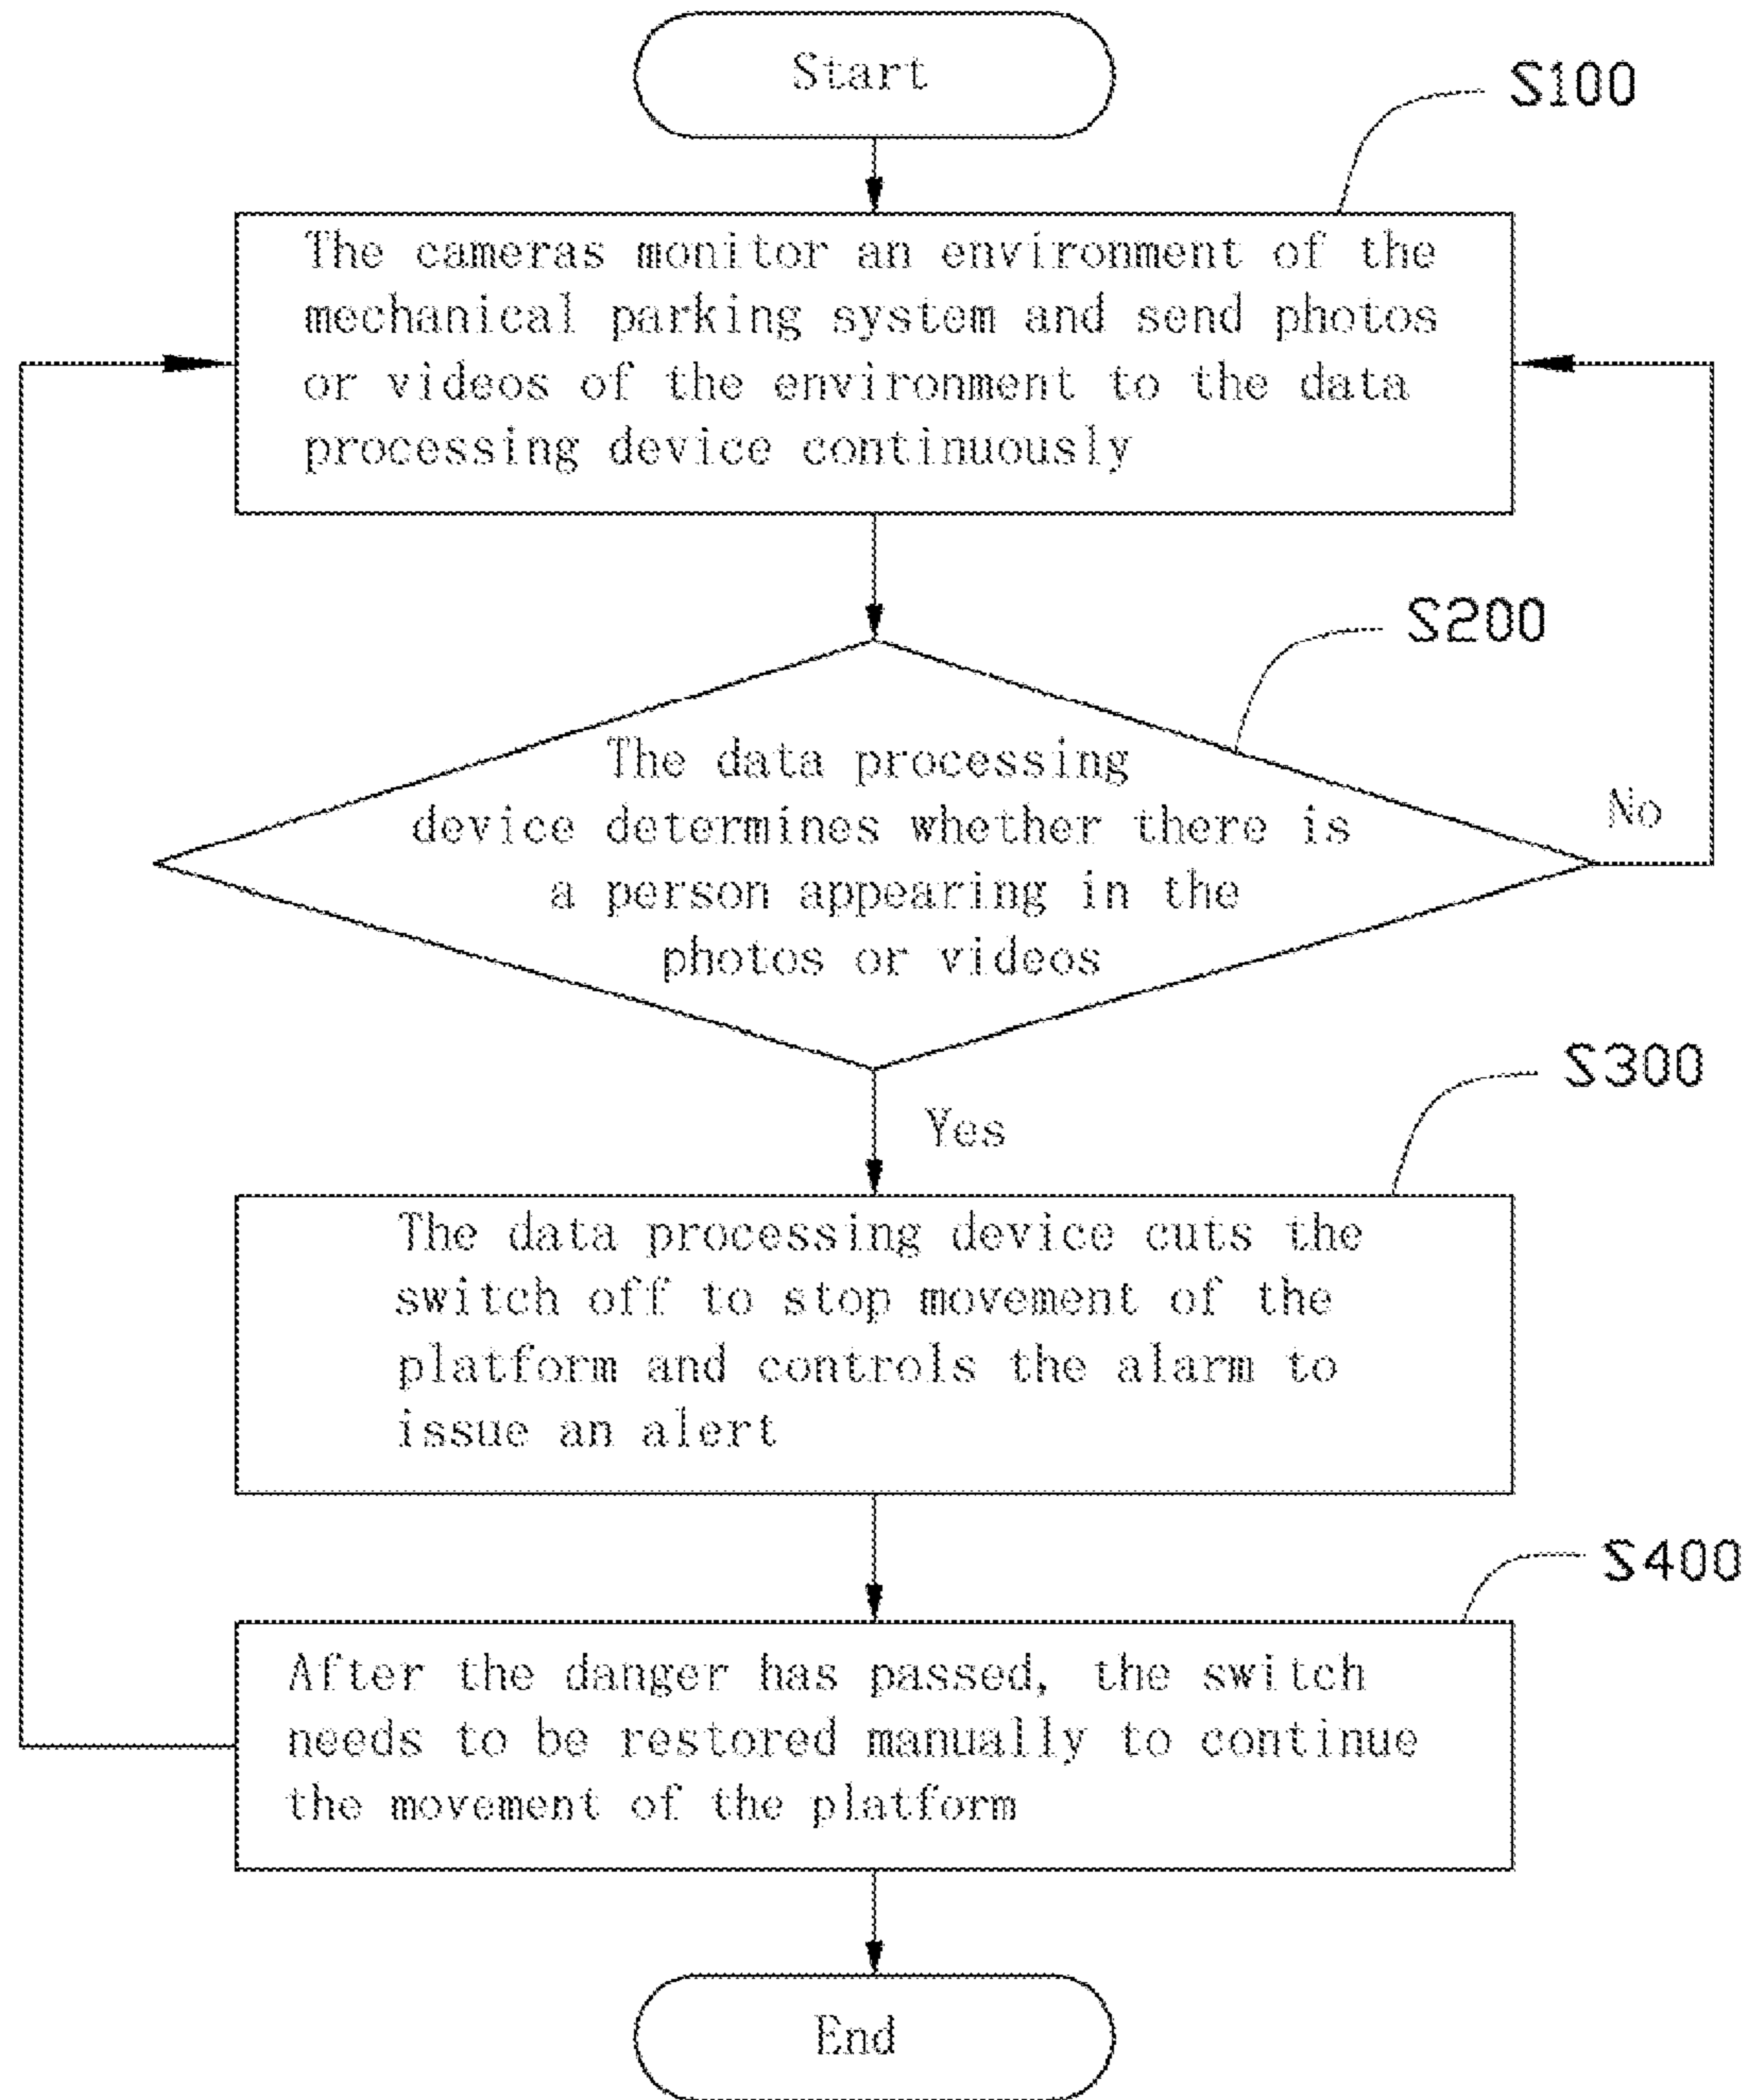 Start
S100
The cameras monitor an environment of the
mechanical parking system and send photos
or videos of the environment to the data
processing device continuously
S200
The data processing
device determines whether there is
a person appearing in the
photos or videos
No
Yes
S300
The data processing device cuts the
switch off to stop movement of the
platform and controls the alarm to
issue an alert
S400
After the danger has passed, the switch
needs to be restored manually to continue
the movement of the platform
End